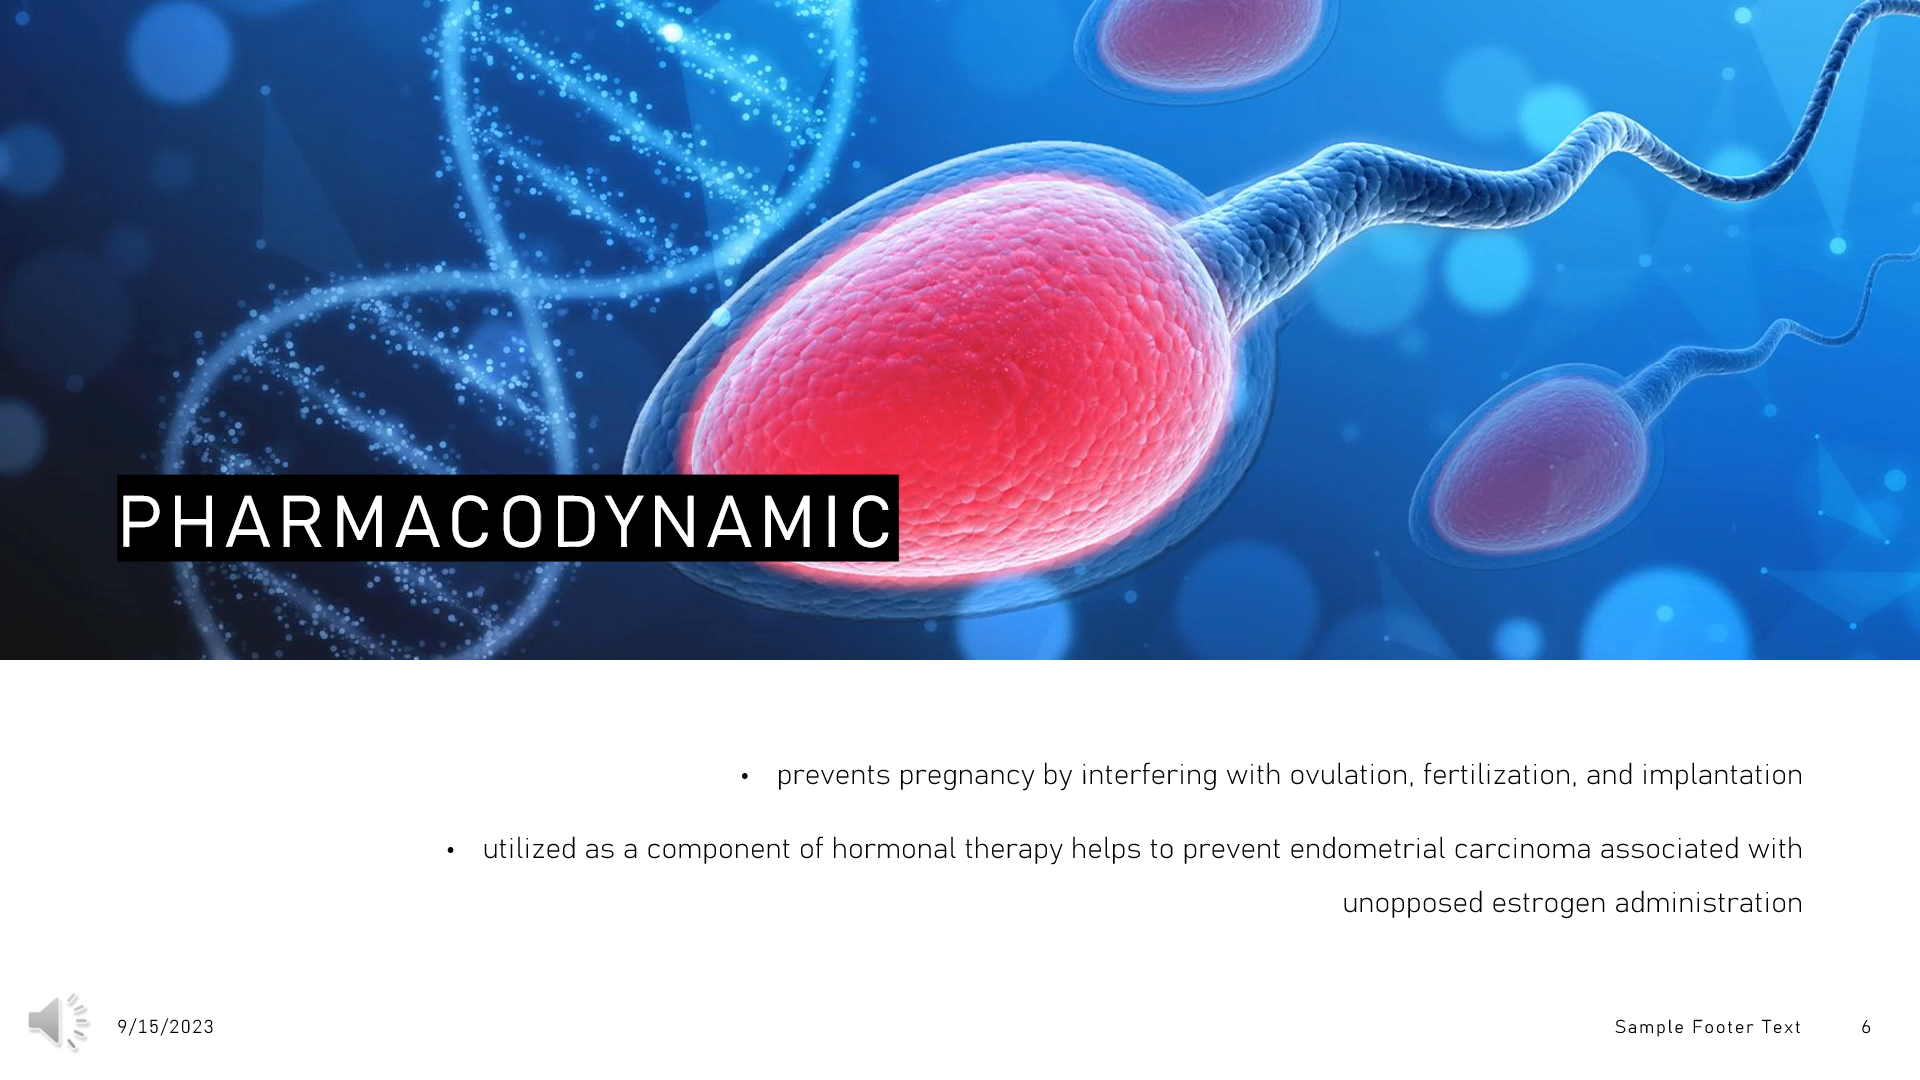 PHARMACODYNAMIC
• prevents pregnancy by interfering with ovulation, fertilization, and implantation
• utilized as a component of hormonal therapy helps to prevent endometrial carcinoma associated with
unopposed estrogen administration
9/15/2023
Sample Footer Text
6